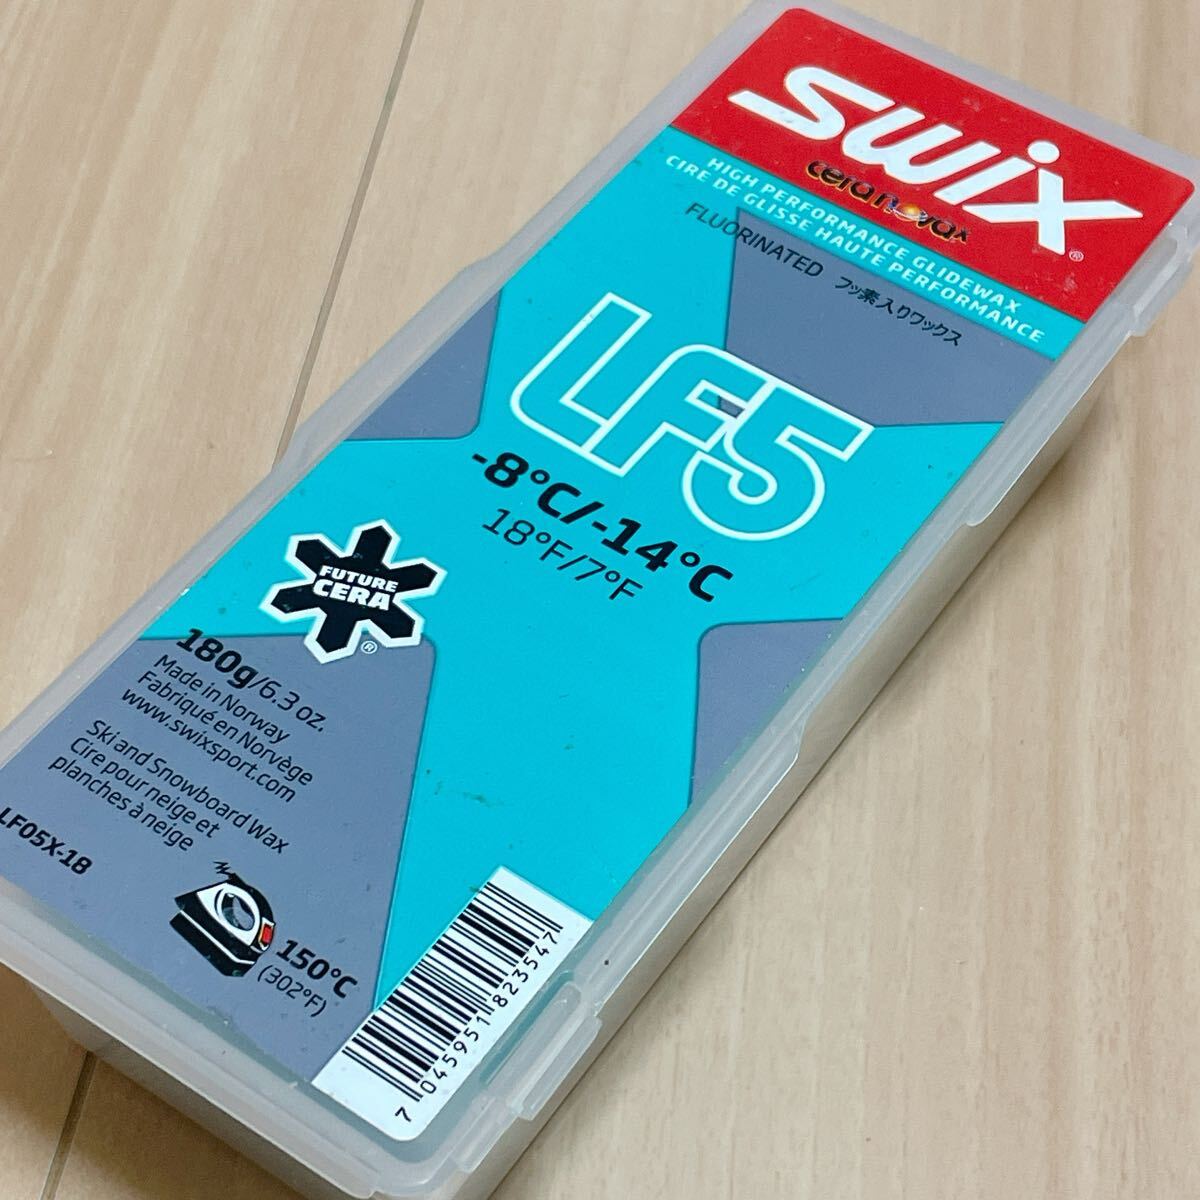 SWIX®
cera novax
HIGH PERFORMANCE GLIDEWAX
CIRE DE GLISSE HAUTE PERFORMANCE
FLUORINATED フッ素入りワックス
LF5
-8°C/-14°C
18°F/7°F
FUTURE
CERA
®
180g/6.3 oz.
Made in Norway
Fabriqué en Norvège
www.swixsport.com
Ski and Snowboard Wax
Cire pour neige et
planches à neige
LF05X-18
150°C
(302°F)
7 045951 823547